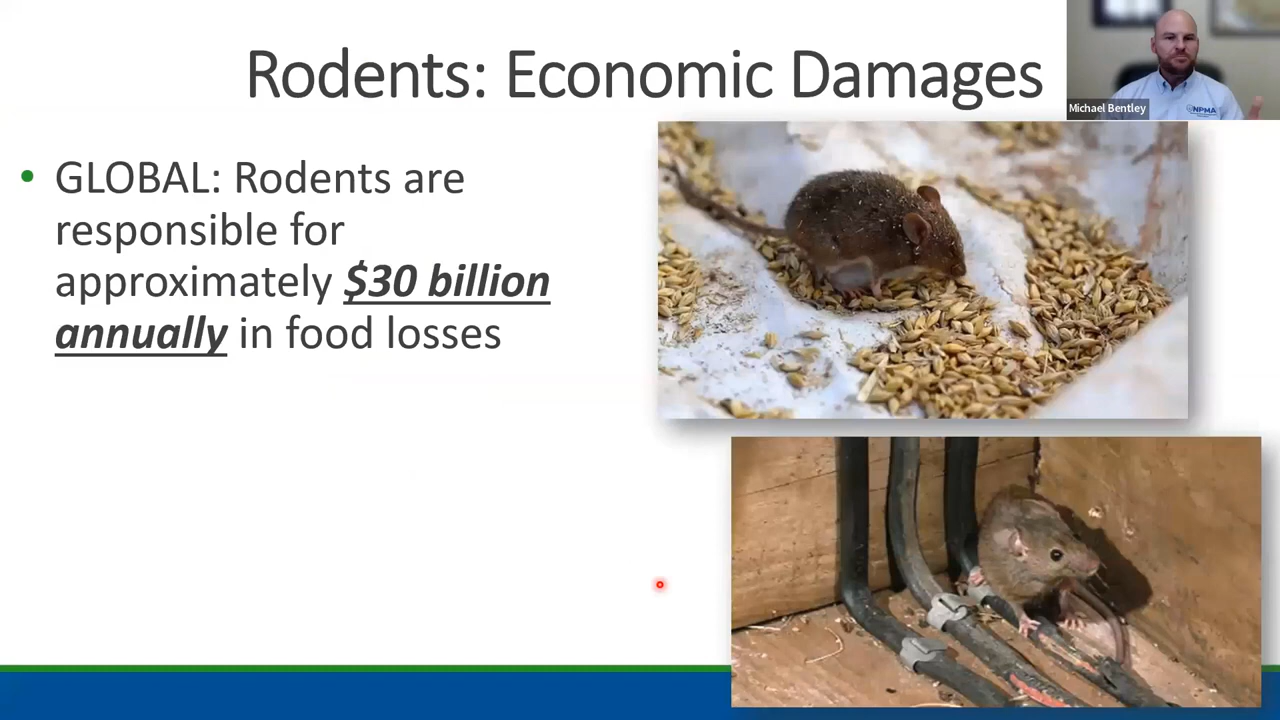 Rodents: Economic Damages
Michael Bentley
NPMA
• GLOBAL: Rodents are
responsible for
approximately $30 billion
annually in food losses